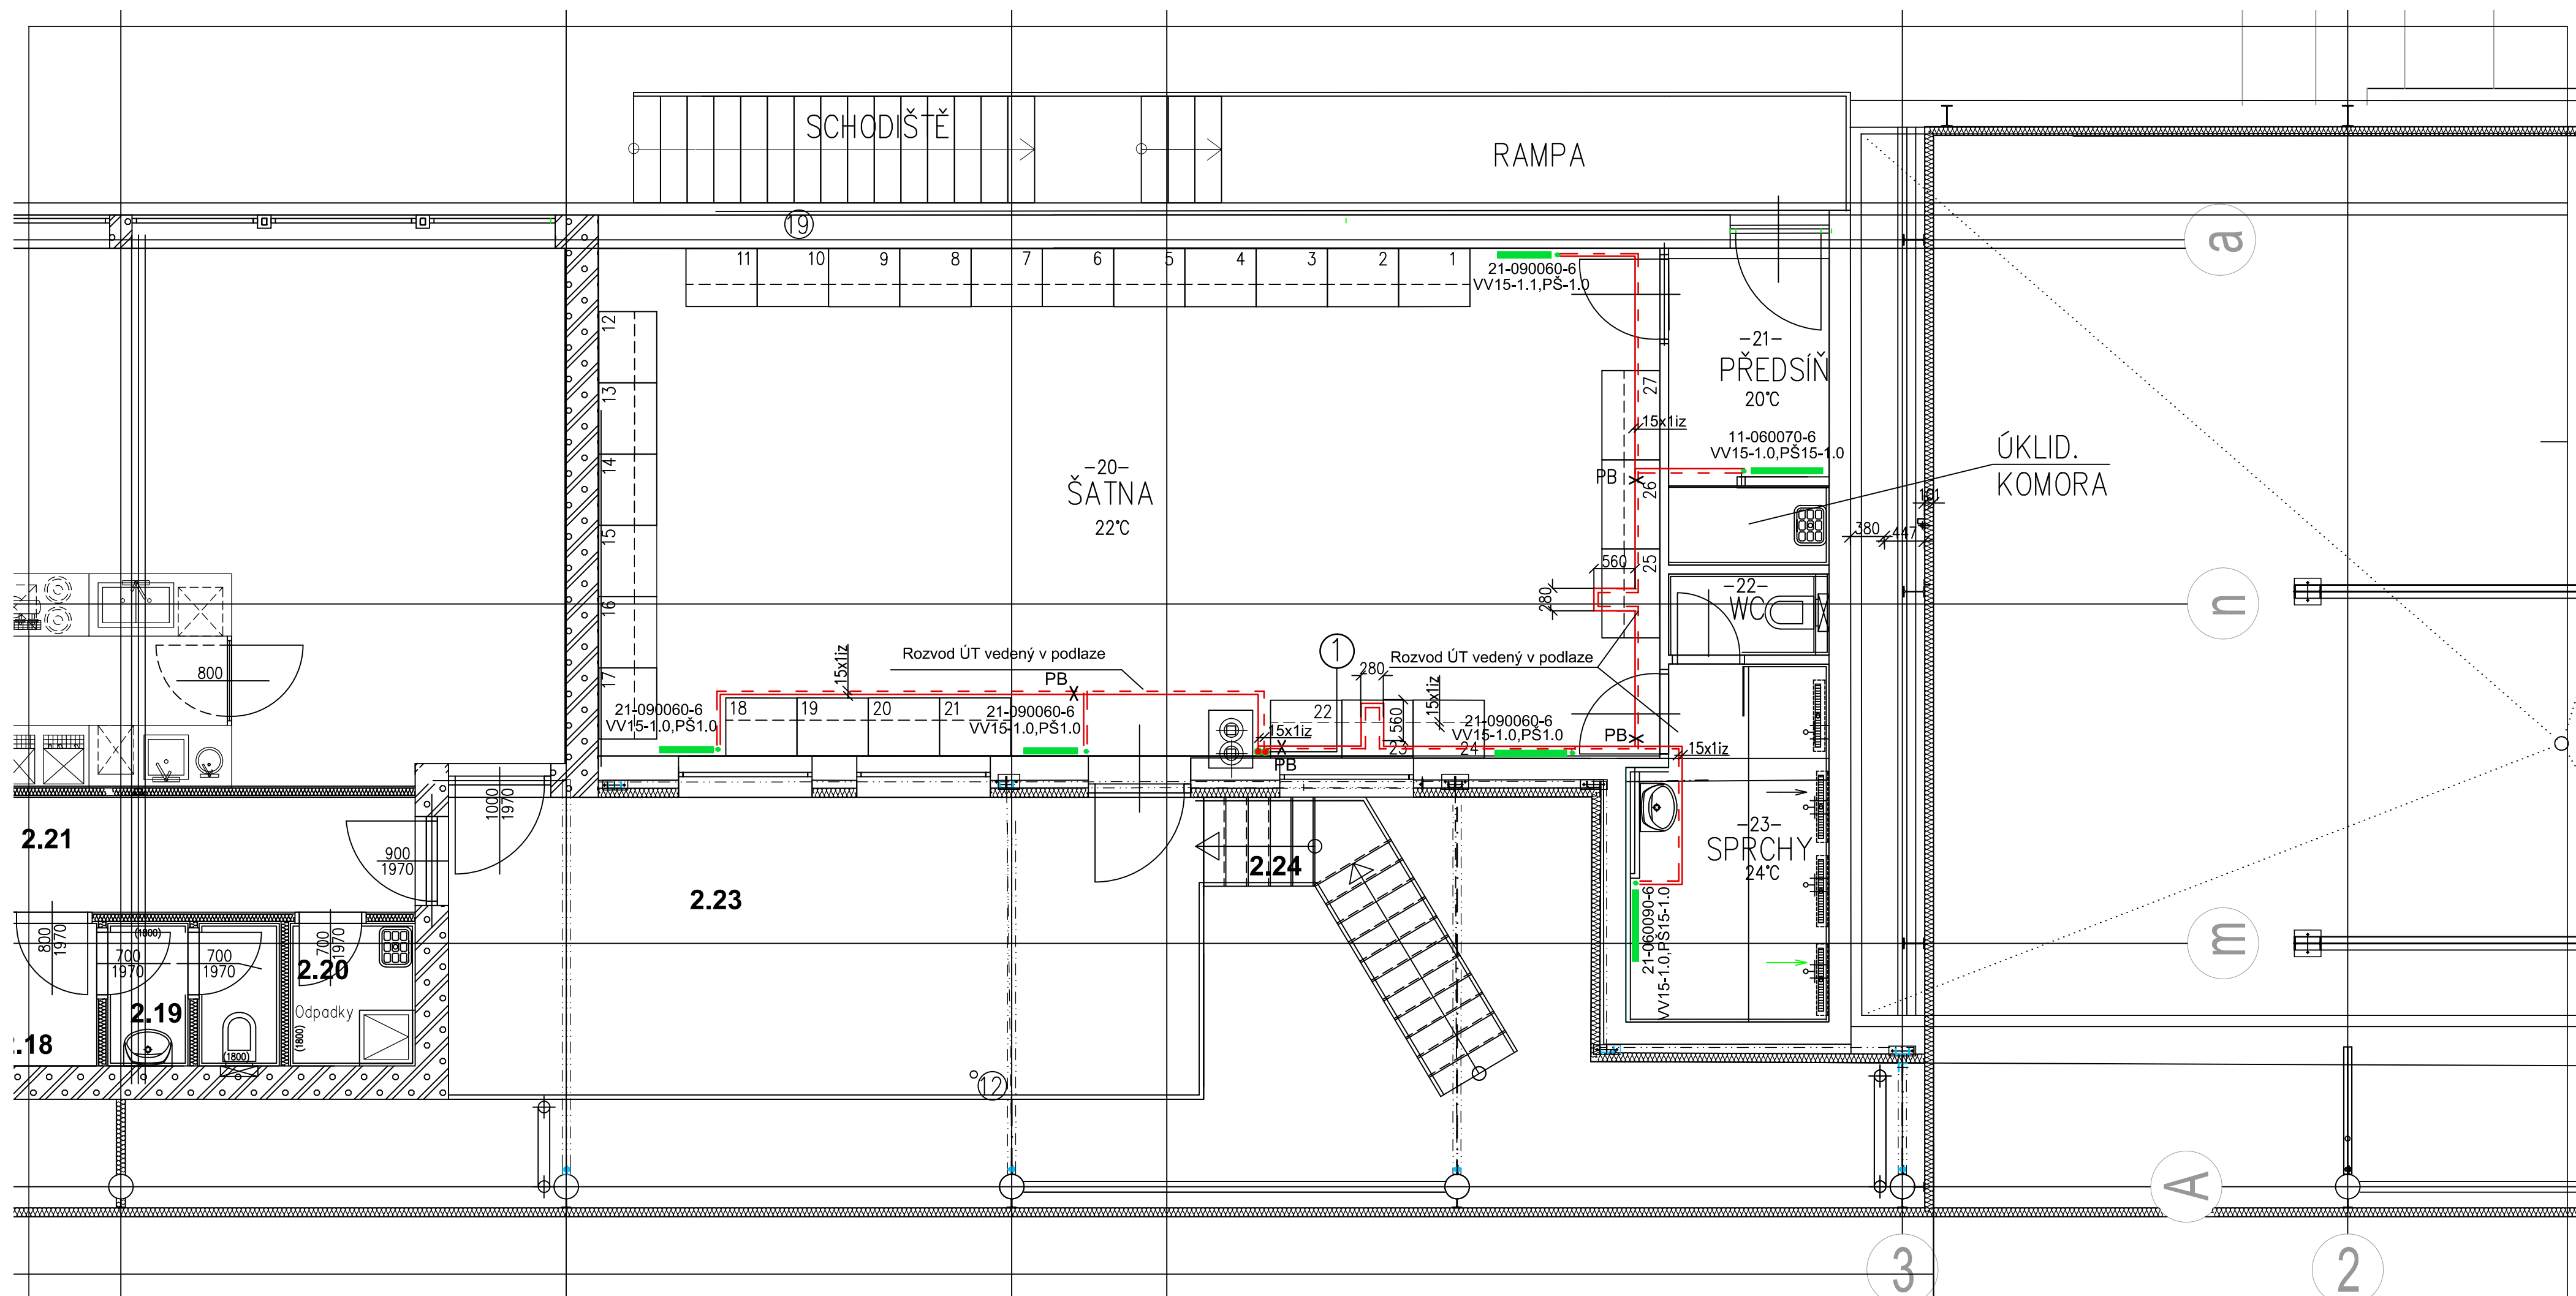 SCHODIŠTĚ
RAMPA
19
a
11
10
9
8
7
6
5
4
3
2
1
21-090060-6
VV15-1.1,PŠ-1.0
12
13
14
15
16
17
-21-
PŘEDSÍŇ
20°C
27
15x1iz
11-060070-6
VV15-1.0,PŠ15-1.0
ÚKLID.
KOMORA
-20-
ŠATNA
22°C
PB
26
380
447
560
25
280
-22-
WC
n
800
Rozvod ÚT vedený v podlaze
15x1iz
PB
1
Rozvod ÚT vedený v podlaze
280
21-090060-6
VV15-1.0,PŠ1.0
18
19
20
21
21-090060-6
VV15-1.0,PŠ1.0
22
15x1iz
PB
560
23
15x1iz
21-090060-6
VV15-1.0,PŠ1.0
24
PB
15x1iz
1000
1970
2.21
900
1970
2.23
2.24
-23-
SPRCHY
24°C
21-060090-6
VV15-1.0,PŠ15-1.0
m
800
1970
(1800)
700
1970
700
1970
700
1970
2.20
2.19
Odpadky
(1800)
(1800)
.18
12
A
3
2